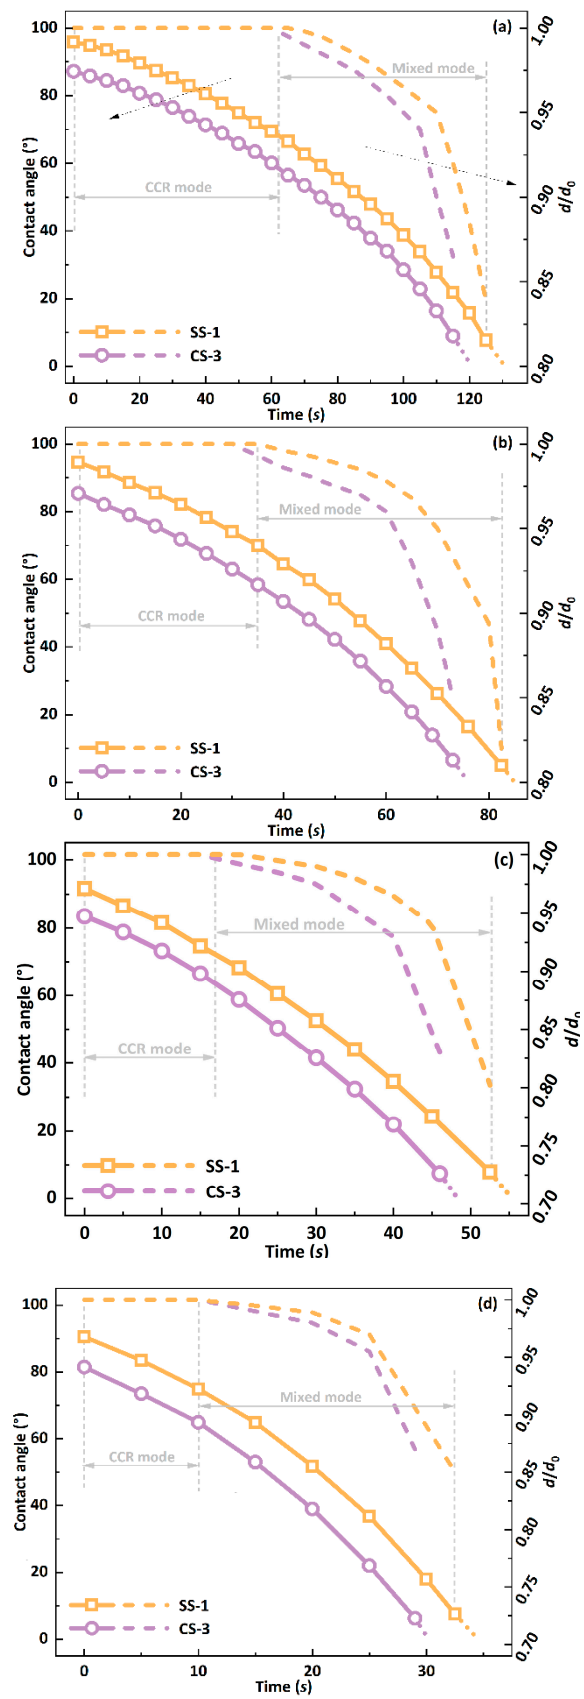 (a)
100
80
60
40
20
0
Contact angle (°)
Mixed mode
CCR mode
SS-1
CS-3
1.00
0.95
0.90
0.85
0.80
d/d0
0 20 40 60 80 100 120
Time (s)
(b)
100
80
60
40
20
0
Contact angle (°)
Mixed mode
CCR mode
SS-1
CS-3
1.00
0.95
0.90
0.85
0.80
d/d0
0 20 40 60 80
Time (s)
(c)
100
80
60
40
20
0
Contact angle (°)
Mixed mode
CCR mode
SS-1
CS-3
1.00
0.95
0.90
0.85
0.80
0.75
0.70
d/d0
0 10 20 30 40 50
Time (s)
(d)
100
80
60
40
20
0
Contact angle (°)
Mixed mode
CCR mode
SS-1
CS-3
1.00
0.95
0.90
0.85
0.80
0.75
0.70
d/d0
0 10 20 30
Time (s)